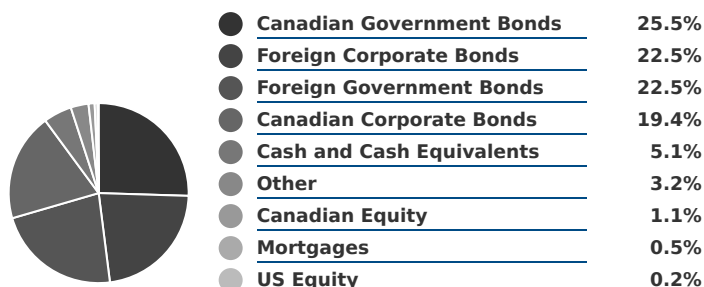 Canadian Government Bonds 25.5%
Foreign Corporate Bonds 22.5%
Foreign Government Bonds 22.5%
Canadian Corporate Bonds 19.4%
Cash and Cash Equivalents 5.1%
Other 3.2%
Canadian Equity 1.1%
Mortgages 0.5%
US Equity 0.2%